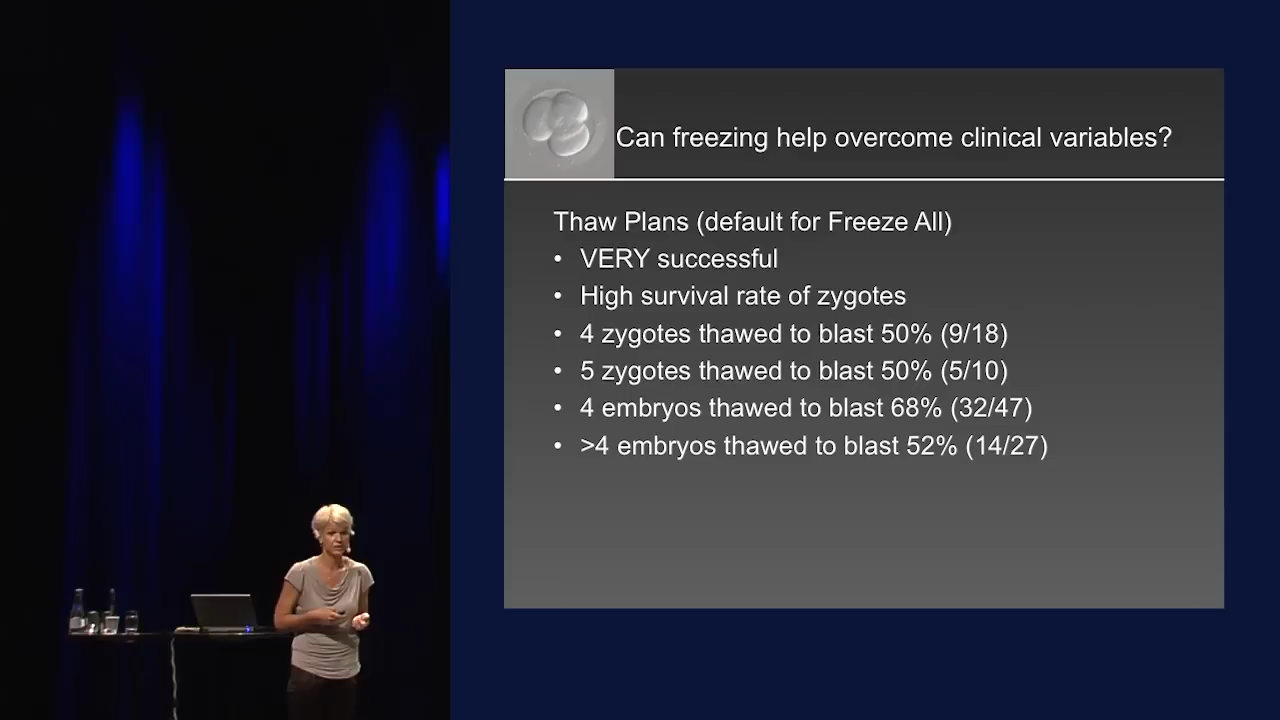 Can freezing help overcome clinical variables?
Thaw Plans (default for Freeze All)
• VERY successful
• High survival rate of zygotes
• 4 zygotes thawed to blast 50% (9/18)
• 5 zygotes thawed to blast 50% (5/10)
• 4 embryos thawed to blast 68% (32/47)
• >4 embryos thawed to blast 52% (14/27)